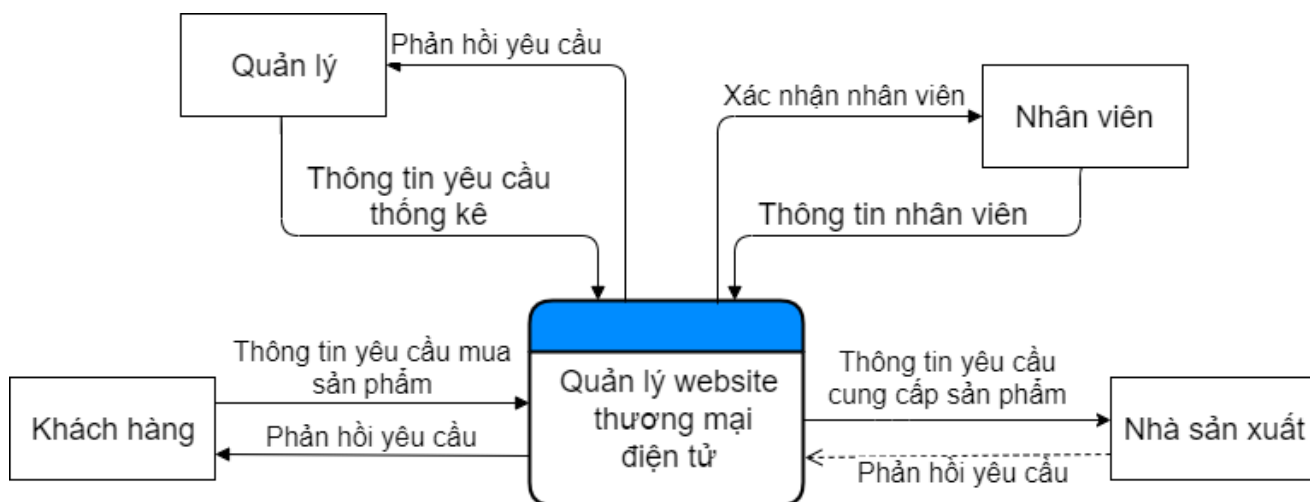 Phản hồi yêu cầu
Quản lý
Xác nhận nhân viên
Nhân viên
Thông tin yêu cầu
thống kê
Thông tin nhân viên
Thông tin yêu cầu mua
sản phẩm
Khách hàng
Phản hồi yêu cầu
Quản lý website
thương mại
điện tử
Thông tin yêu cầu
cung cấp sản phẩm
Nhà sản xuất
Phản hồi yêu cầu